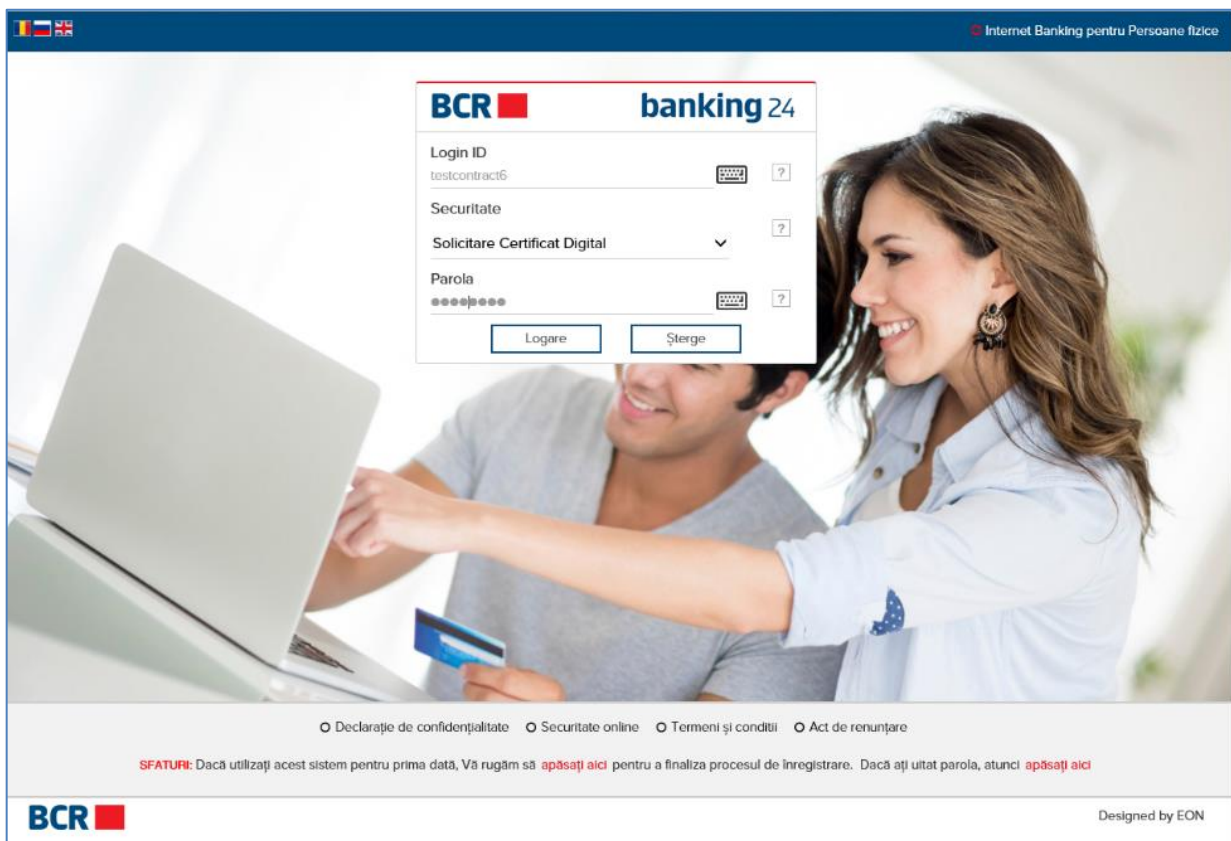 Internet Banking pentru Persoane fizice
BCR banking 24
Login ID
testcontract6
?
Securitate
?
Solicitare Certificat Digital
Parola
?
Logare Șterge
Declarație de confidențialitate Securitate online Termeni și conditii Act de renunțare
SFATURI: Dacă utilizați acest sistem pentru prima dată, Vă rugăm să apăsați aici pentru a finaliza procesul de înregistrare. Dacă ați uitat parola, atunci apăsați aici
BCR
Designed by EON